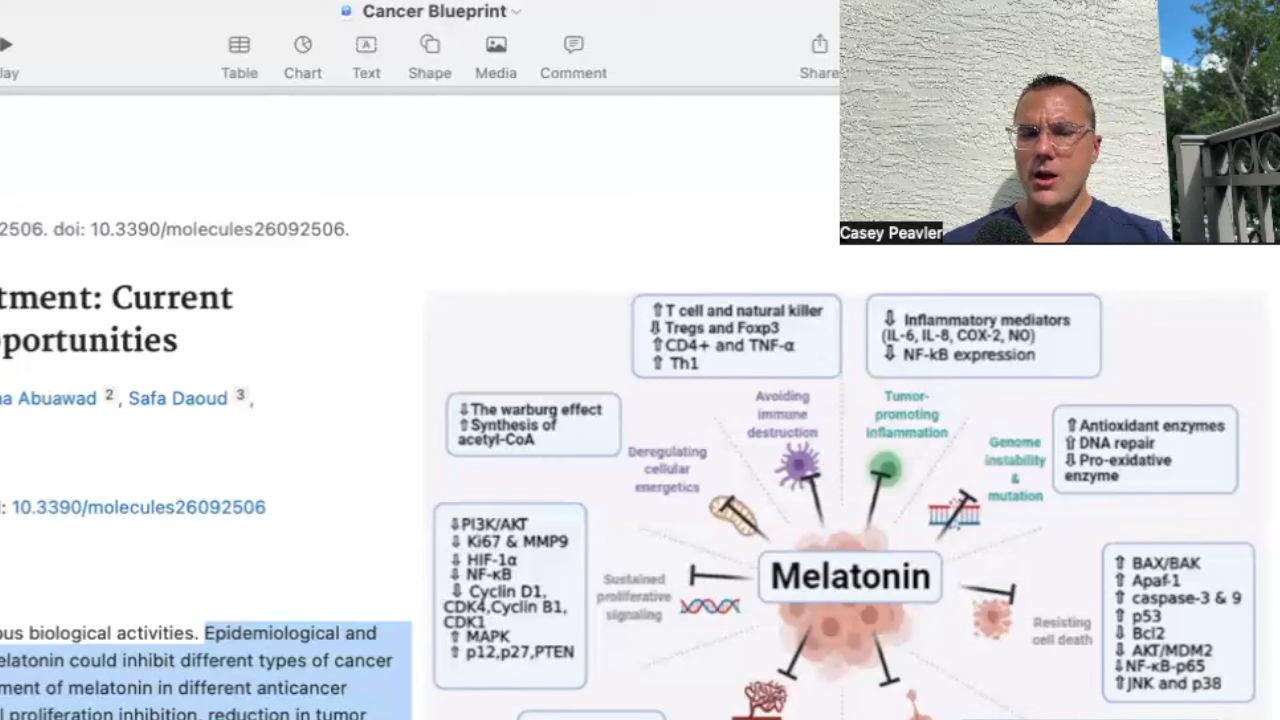 Cancer Blueprint
lay
Table
Chart
Text
Shape
Media
Comment
Share
Casey Peavler
2506. doi: 10.3390/molecules26092506.
tment: Current
portunities
na Abuawad 2, Safa Daoud 3,
: 10.3390/molecules26092506
ous biological activities. Epidemiological and
elatonin could inhibit different types of cancer
ment of melatonin in different anticancer
l proliferation inhibition, reduction in tumor
⇧T cell and natural killer
⇩ Tregs and Foxp3
⇧CD4+ and TNF-α
⇧ Th1
⇩ Inflammatory mediators
(IL-6, IL-8, COX-2, NO)
⇩ NF-kB expression
⇩The warburg effect
⇧Synthesis of
acetyl-CoA
Avoiding
immune
destruction
Tumor-
promoting
inflammation
Deregulating
cellular
energetics
Genome
instability
&
mutation
⇧Antioxidant enzymes
⇧ DNA repair
⇩ Pro-oxidative
enzyme
⇩PI3K/AKT
⇩ Ki67 & MMP9
⇩ HIF-1α
⇩ NF-κB
⇩ Cyclin D1,
CDK4,Cyclin B1,
CDK1
⇧ MAPK
⇧ p12,p27,PTEN
Sustained
proliferative
signaling
Melatonin
Resisting
cell death
⇧ BAX/BAK
⇧ Apaf-1
⇧ caspase-3 & 9
⇧ p53
⇩ Bcl2
⇩ AKT/MDM2
⇩NF-κB-p65
⇧JNK and p38